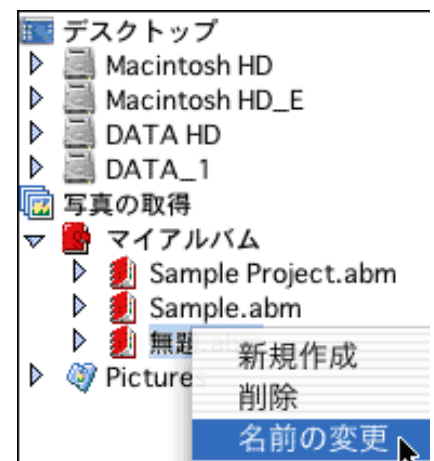 デスクトップ
Macintosh HD
Macintosh HD_E
DATA HD
DATA_1
写真の取得
マイアルバム
Sample Project.abm
Sample.abm
無題.abm
Pictures
新規作成
削除
名前の変更